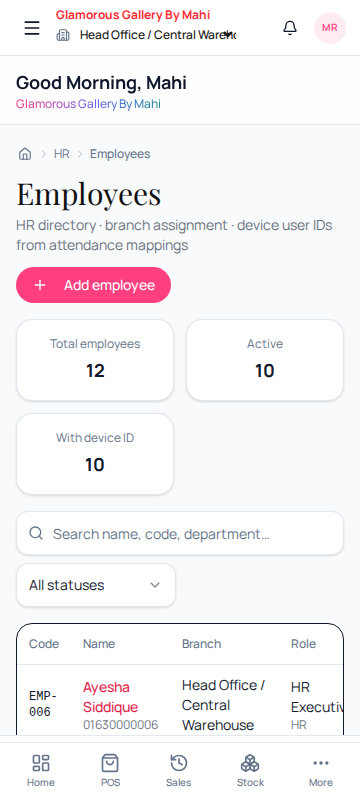 Glamorous Gallery By Mahi
Head Office / Central Wareho
MR
Good Morning, Mahi
Glamorous Gallery By Mahi
HR
Employees
Employees
HR directory · branch assignment · device user IDs
from attendance mappings
+ Add employee
Total employees
12
Active
10
With device ID
10
Search name, code, department...
All statuses
Code Name Branch Role
EMP-
006
Ayesha
Siddique
01630000006
Head Office /
Central
Warehouse
HR
Executiv
HR
Home POS Sales Stock More